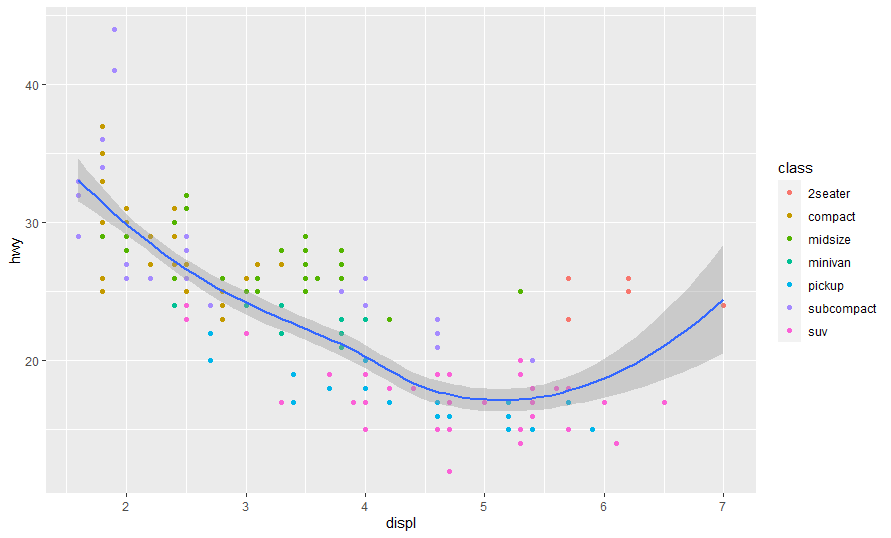 hwy
40
30
20
2 3 4 5 6 7
displ
class
2seater
compact
midsize
minivan
pickup
subcompact
suv